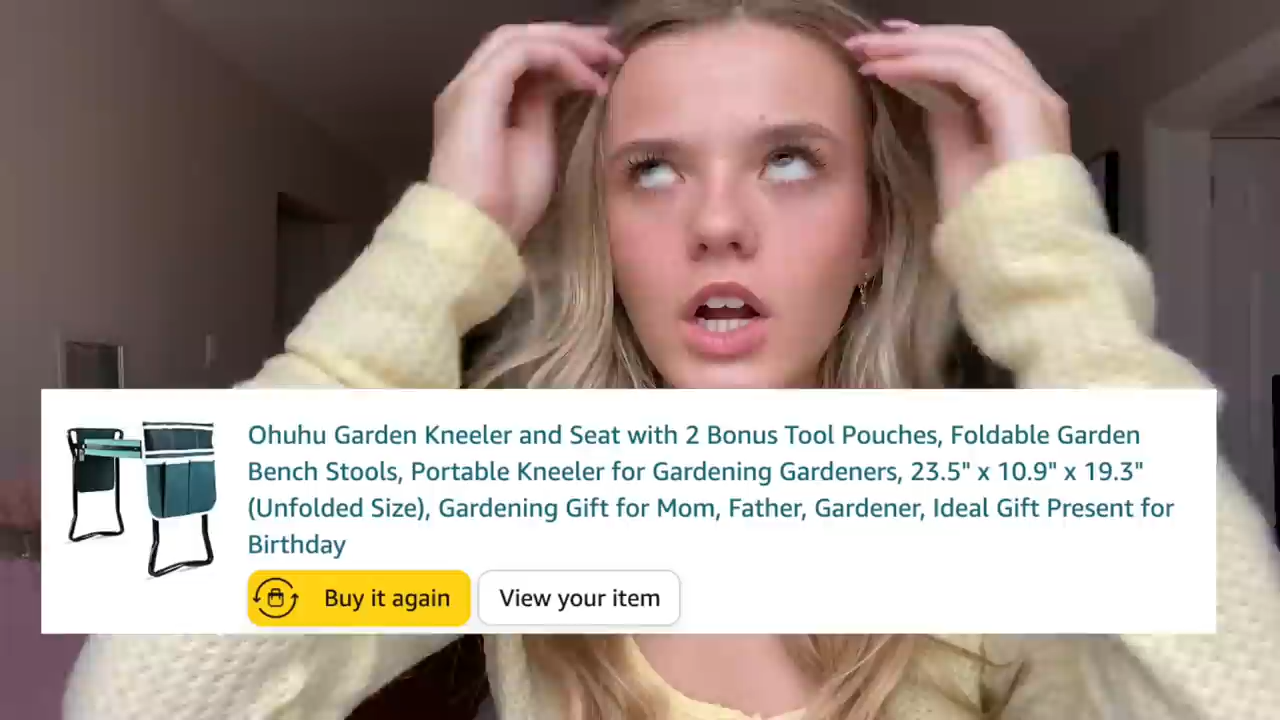 Ohuhu Garden Kneeler and Seat with 2 Bonus Tool Pouches, Foldable Garden
Bench Stools, Portable Kneeler for Gardening Gardeners, 23.5" x 10.9" x 19.3"
(Unfolded Size), Gardening Gift for Mom, Father, Gardener, Ideal Gift Present for
Birthday
Buy it again
View your item